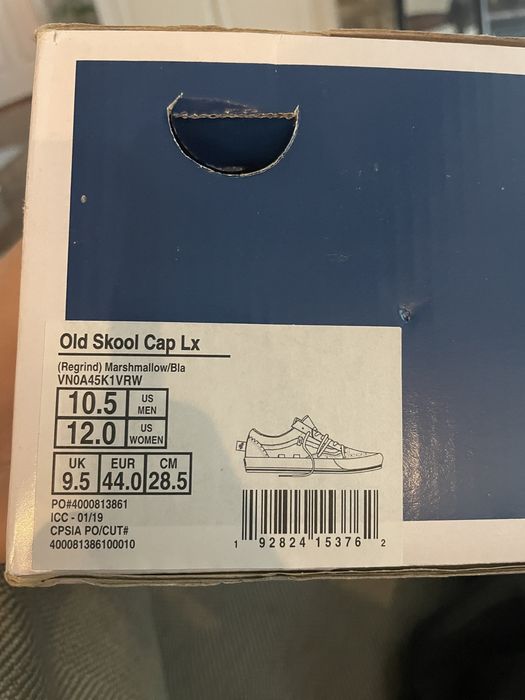 Old Skool Cap Lx
(Regrind) Marshmallow/Bla
VN0A45K1VRW
10.5 US MEN
12.0 US WOMEN
UK 9.5 EUR 44.0 CM 28.5
PO#4000813861
ICC - 01/19
CPSIA PO/CUT#
400081386100010
1 92824 15376 2